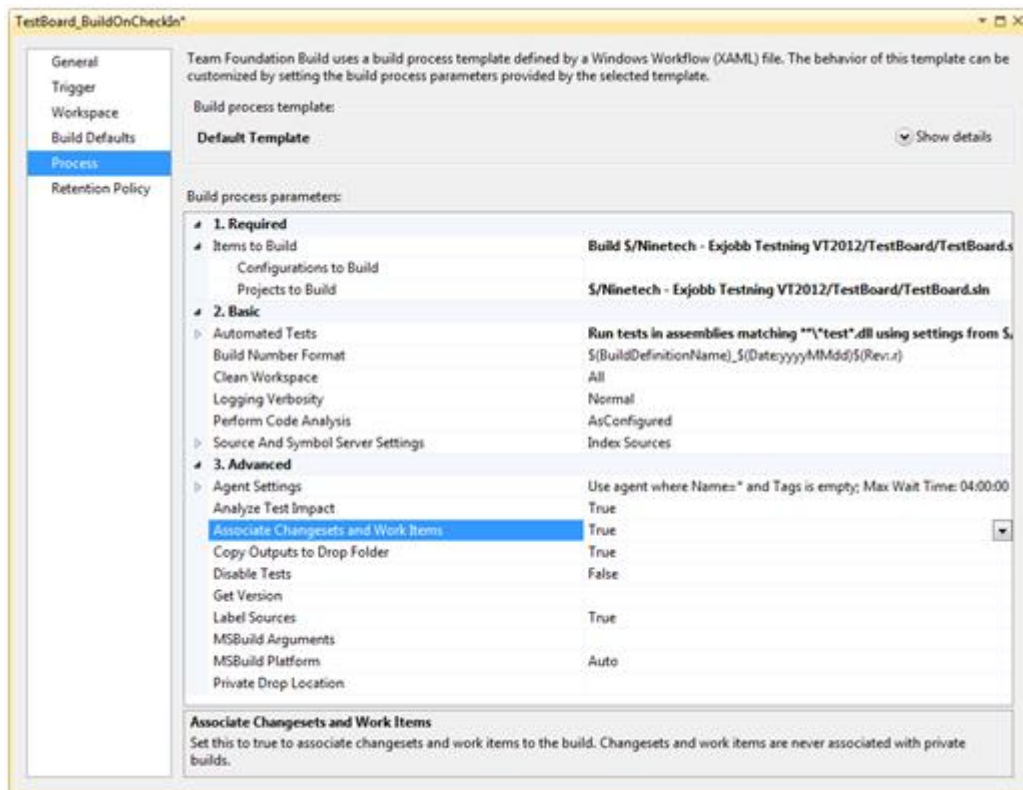 TestBoard_BuildOnCheckIn*
General
Trigger
Workspace
Build Defaults
Process
Retention Policy
Team Foundation Build uses a build process template defined by a Windows Workflow (XAML) file. The behavior of this template can be
customized by setting the build process parameters provided by the selected template.
Build process template:
Default Template
Show details
Build process parameters:
1. Required
Items to Build Build $/Ninetech - Exjobb Testning VT2012/TestBoard/TestBoard.s
Configurations to Build
Projects to Build $/Ninetech - Exjobb Testning VT2012/TestBoard/TestBoard.sln
2. Basic
Automated Tests Run tests in assemblies matching **\*test*.dll using settings from $/
Build Number Format $(BuildDefinitionName)_$(Date:yyyyMMdd)$(Rev:.r)
Clean Workspace All
Logging Verbosity Normal
Perform Code Analysis AsConfigured
Source And Symbol Server Settings Index Sources
3. Advanced
Agent Settings Use agent where Name=* and Tags is empty; Max Wait Time: 04:00:00
Analyze Test Impact True
Associate Changesets and Work Items True
Copy Outputs to Drop Folder True
Disable Tests False
Get Version
Label Sources True
MSBuild Arguments
MSBuild Platform Auto
Private Drop Location
Associate Changesets and Work Items
Set this to true to associate changesets and work items to the build. Changesets and work items are never associated with private
builds.